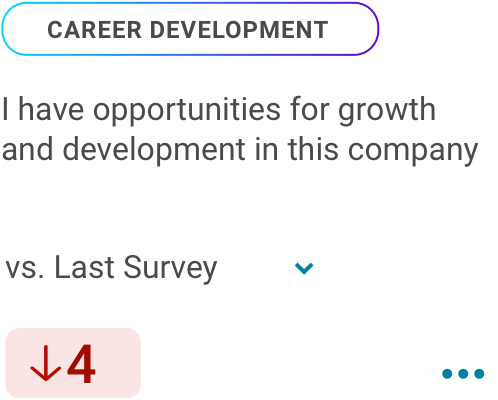 CAREER DEVELOPMENT
I have opportunities for growth
and development in this company
vs. Last Survey
↓4